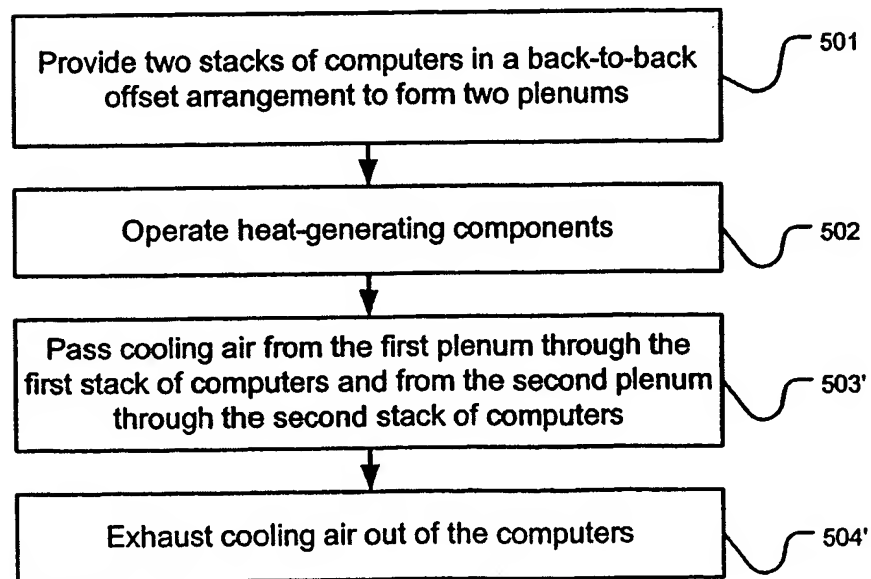 Provide two stacks of computers in a back-to-back
offset arrangement to form two plenums
501
Operate heat-generating components
502
Pass cooling air from the first plenum through the
first stack of computers and from the second plenum
through the second stack of computers
503'
Exhaust cooling air out of the computers
504'